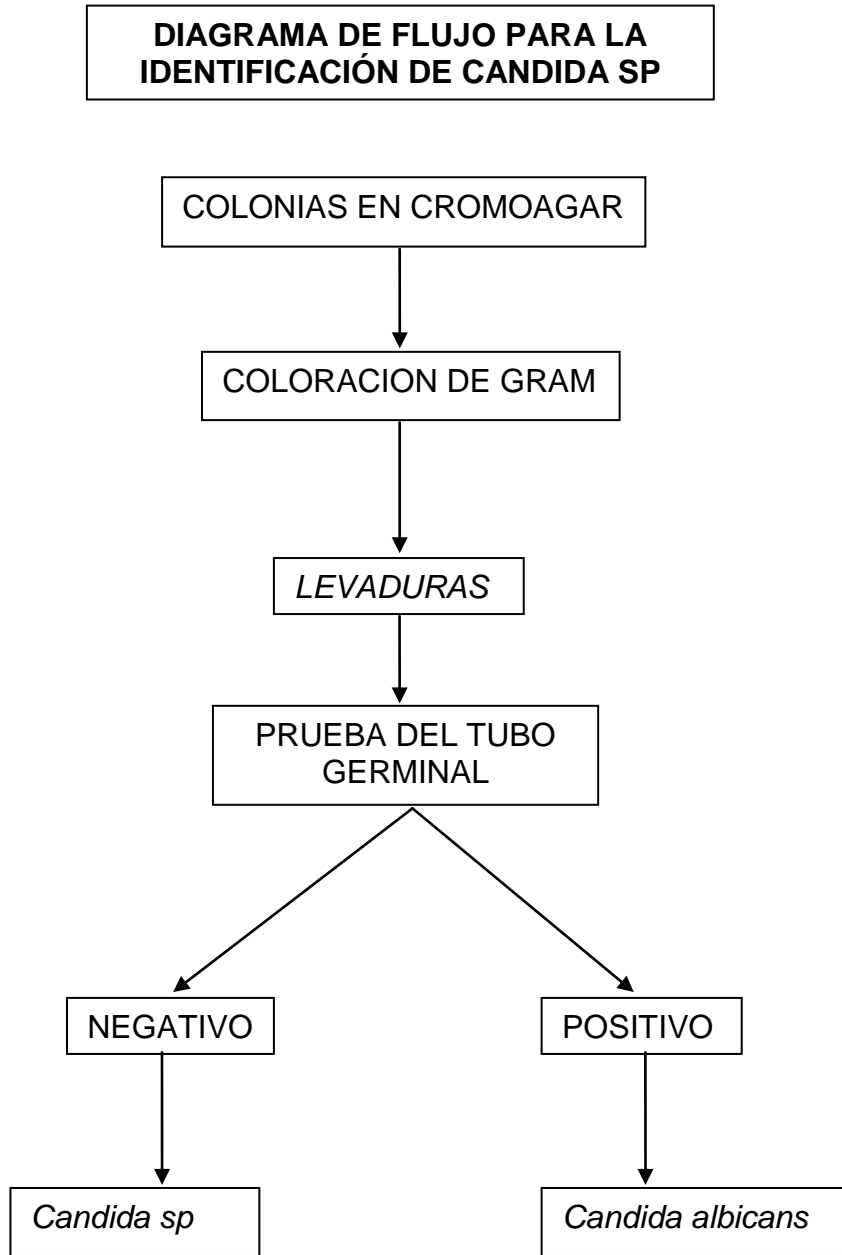 DIAGRAMA DE FLUJO PARA LA
IDENTIFICACIÓN DE CANDIDA SP
COLONIAS EN CROMOAGAR
COLORACION DE GRAM
LEVADURAS
PRUEBA DEL TUBO
GERMINAL
NEGATIVO
POSITIVO
Candida sp
Candida albicans